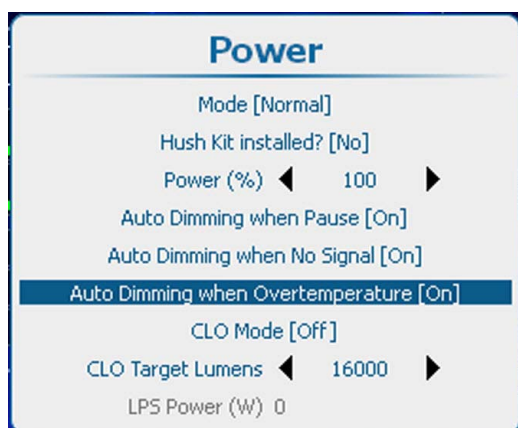 Power
Mode [Normal]
Hush Kit installed? [No]
Power (%) 100
Auto Dimming when Pause [On]
Auto Dimming when No Signal [On]
Auto Dimming when Overtemperature [On]
CLO Mode [Off]
CLO Target Lumens 16000
LPS Power (W) 0